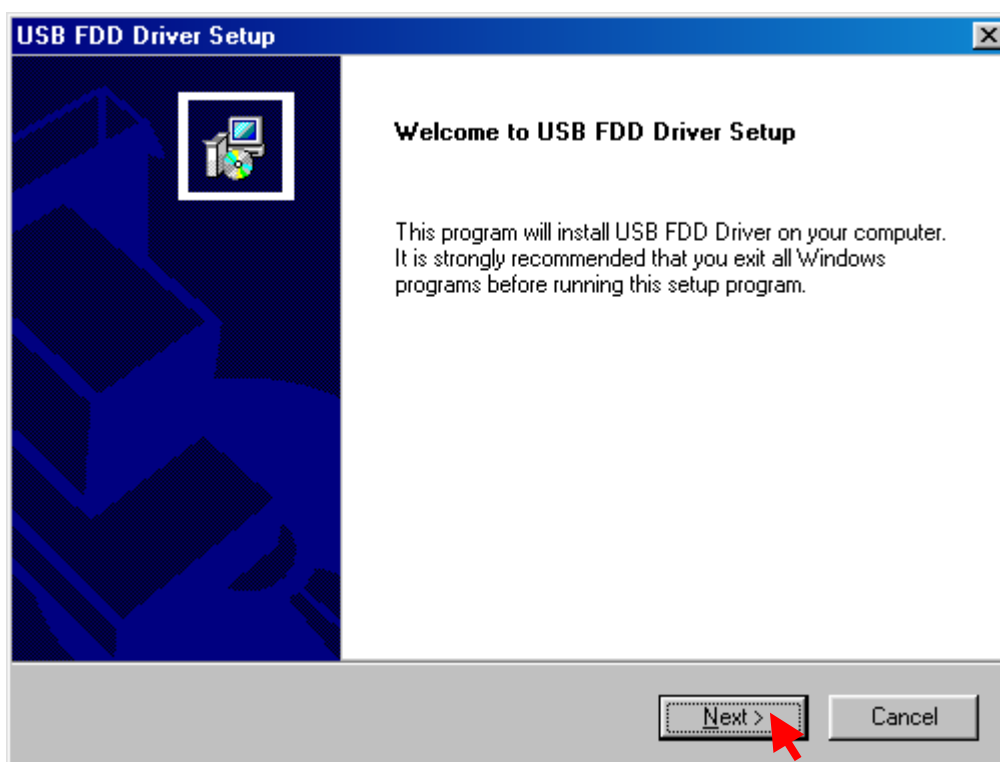 USB FDD Driver Setup
Welcome to USB FDD Driver Setup
This program will install USB FDD Driver on your computer.
It is strongly recommended that you exit all Windows
programs before running this setup program.
Next >
Cancel